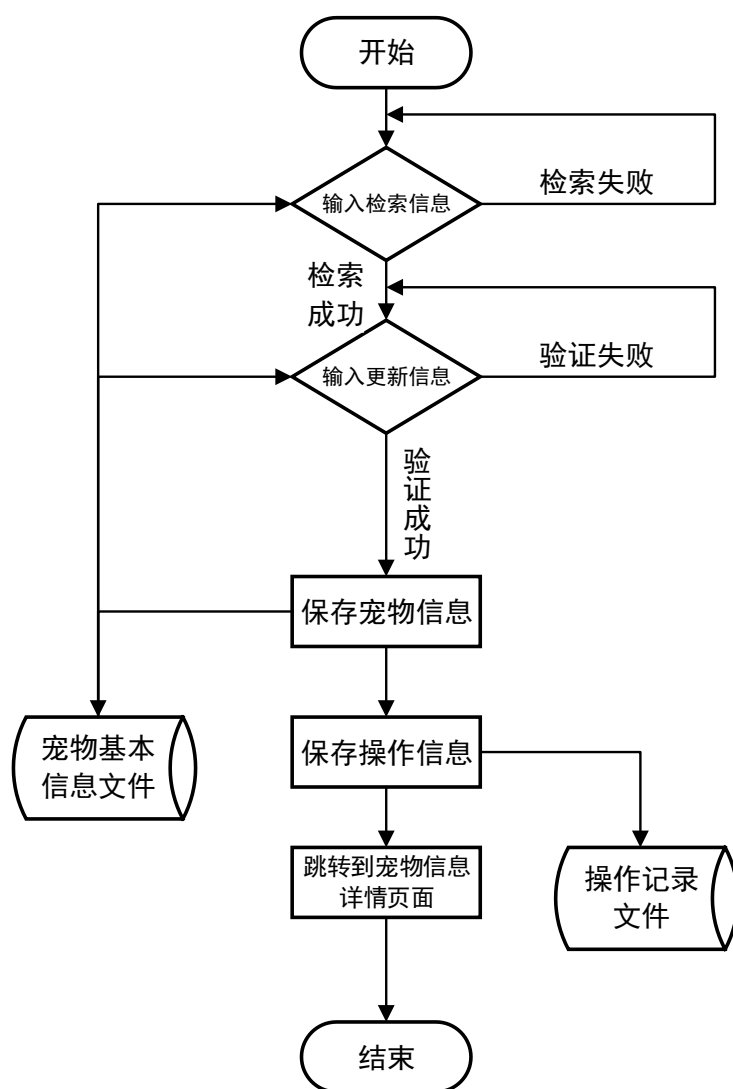 开始
输入检索信息
检索失败
检索
成功
输入更新信息
验证失败
验
证
成
功
保存宠物信息
宠物基本
信息文件
保存操作信息
跳转到宠物信息
详情页面
操作记录
文件
结束